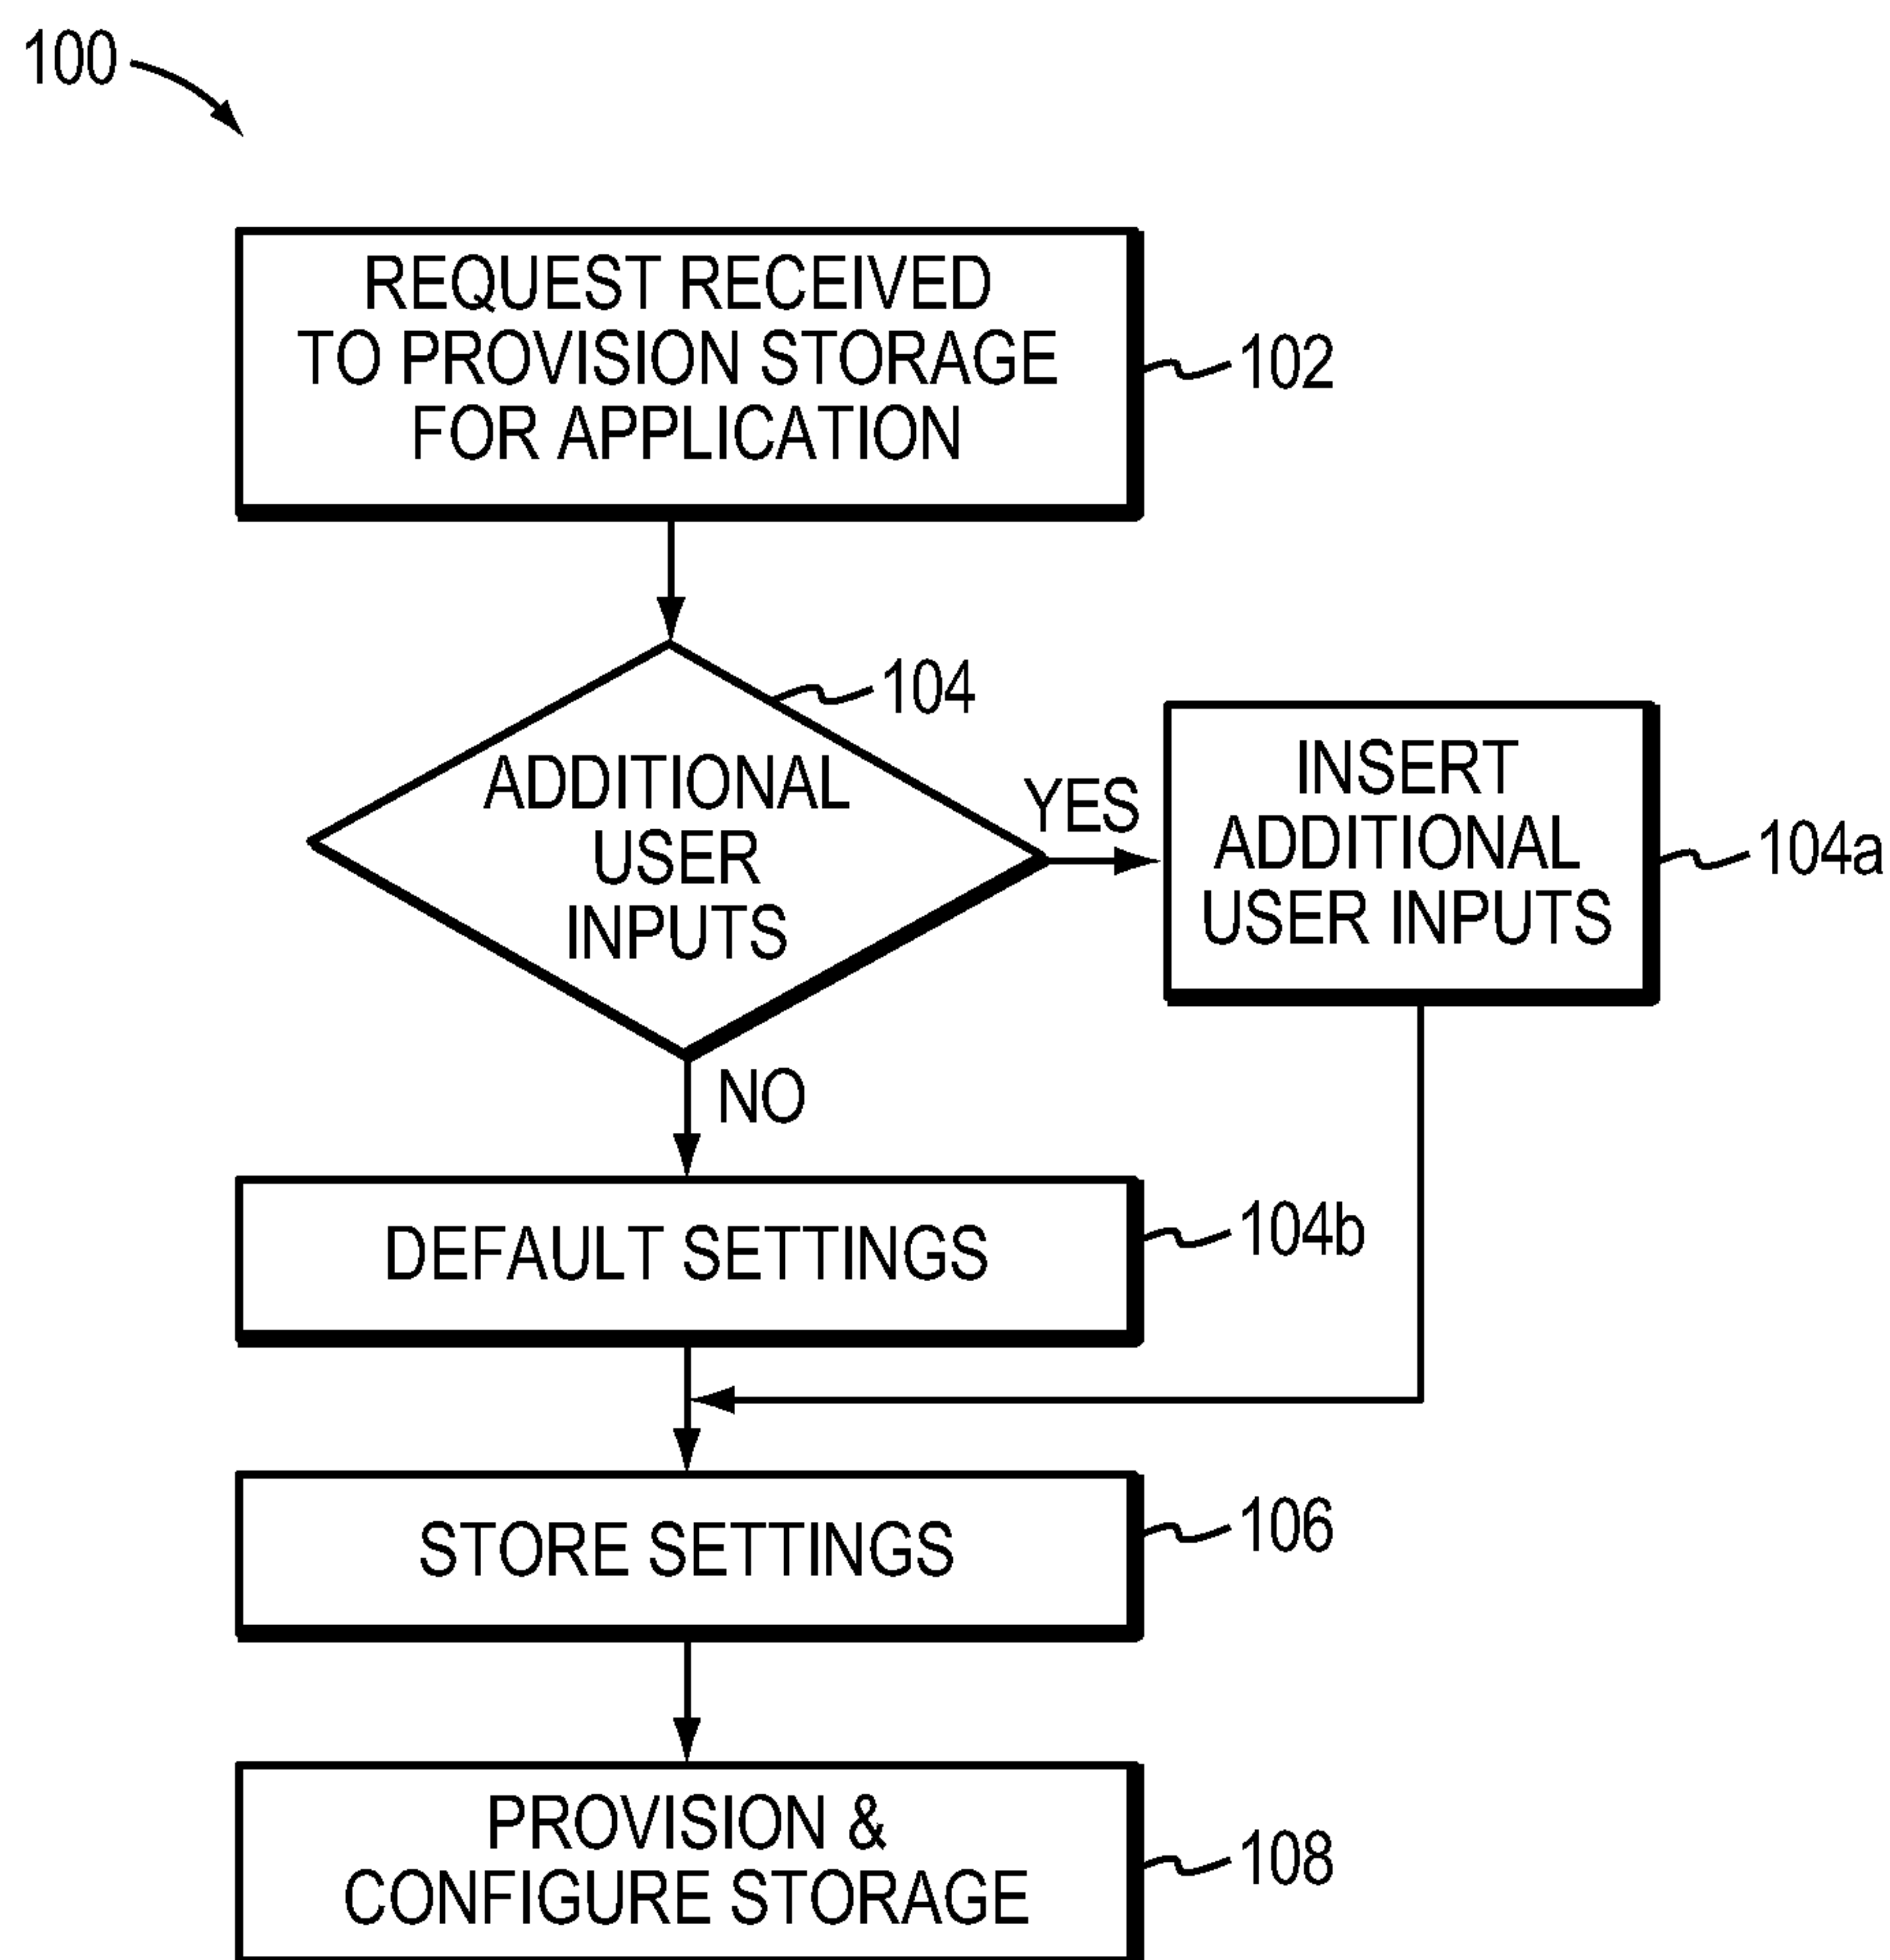 100
REQUEST RECEIVED
TO PROVISION STORAGE
FOR APPLICATION
102
104
ADDITIONAL
USER
INPUTS
YES
INSERT
ADDITIONAL
USER INPUTS
104a
NO
DEFAULT SETTINGS
104b
STORE SETTINGS
106
PROVISION &
CONFIGURE STORAGE
108